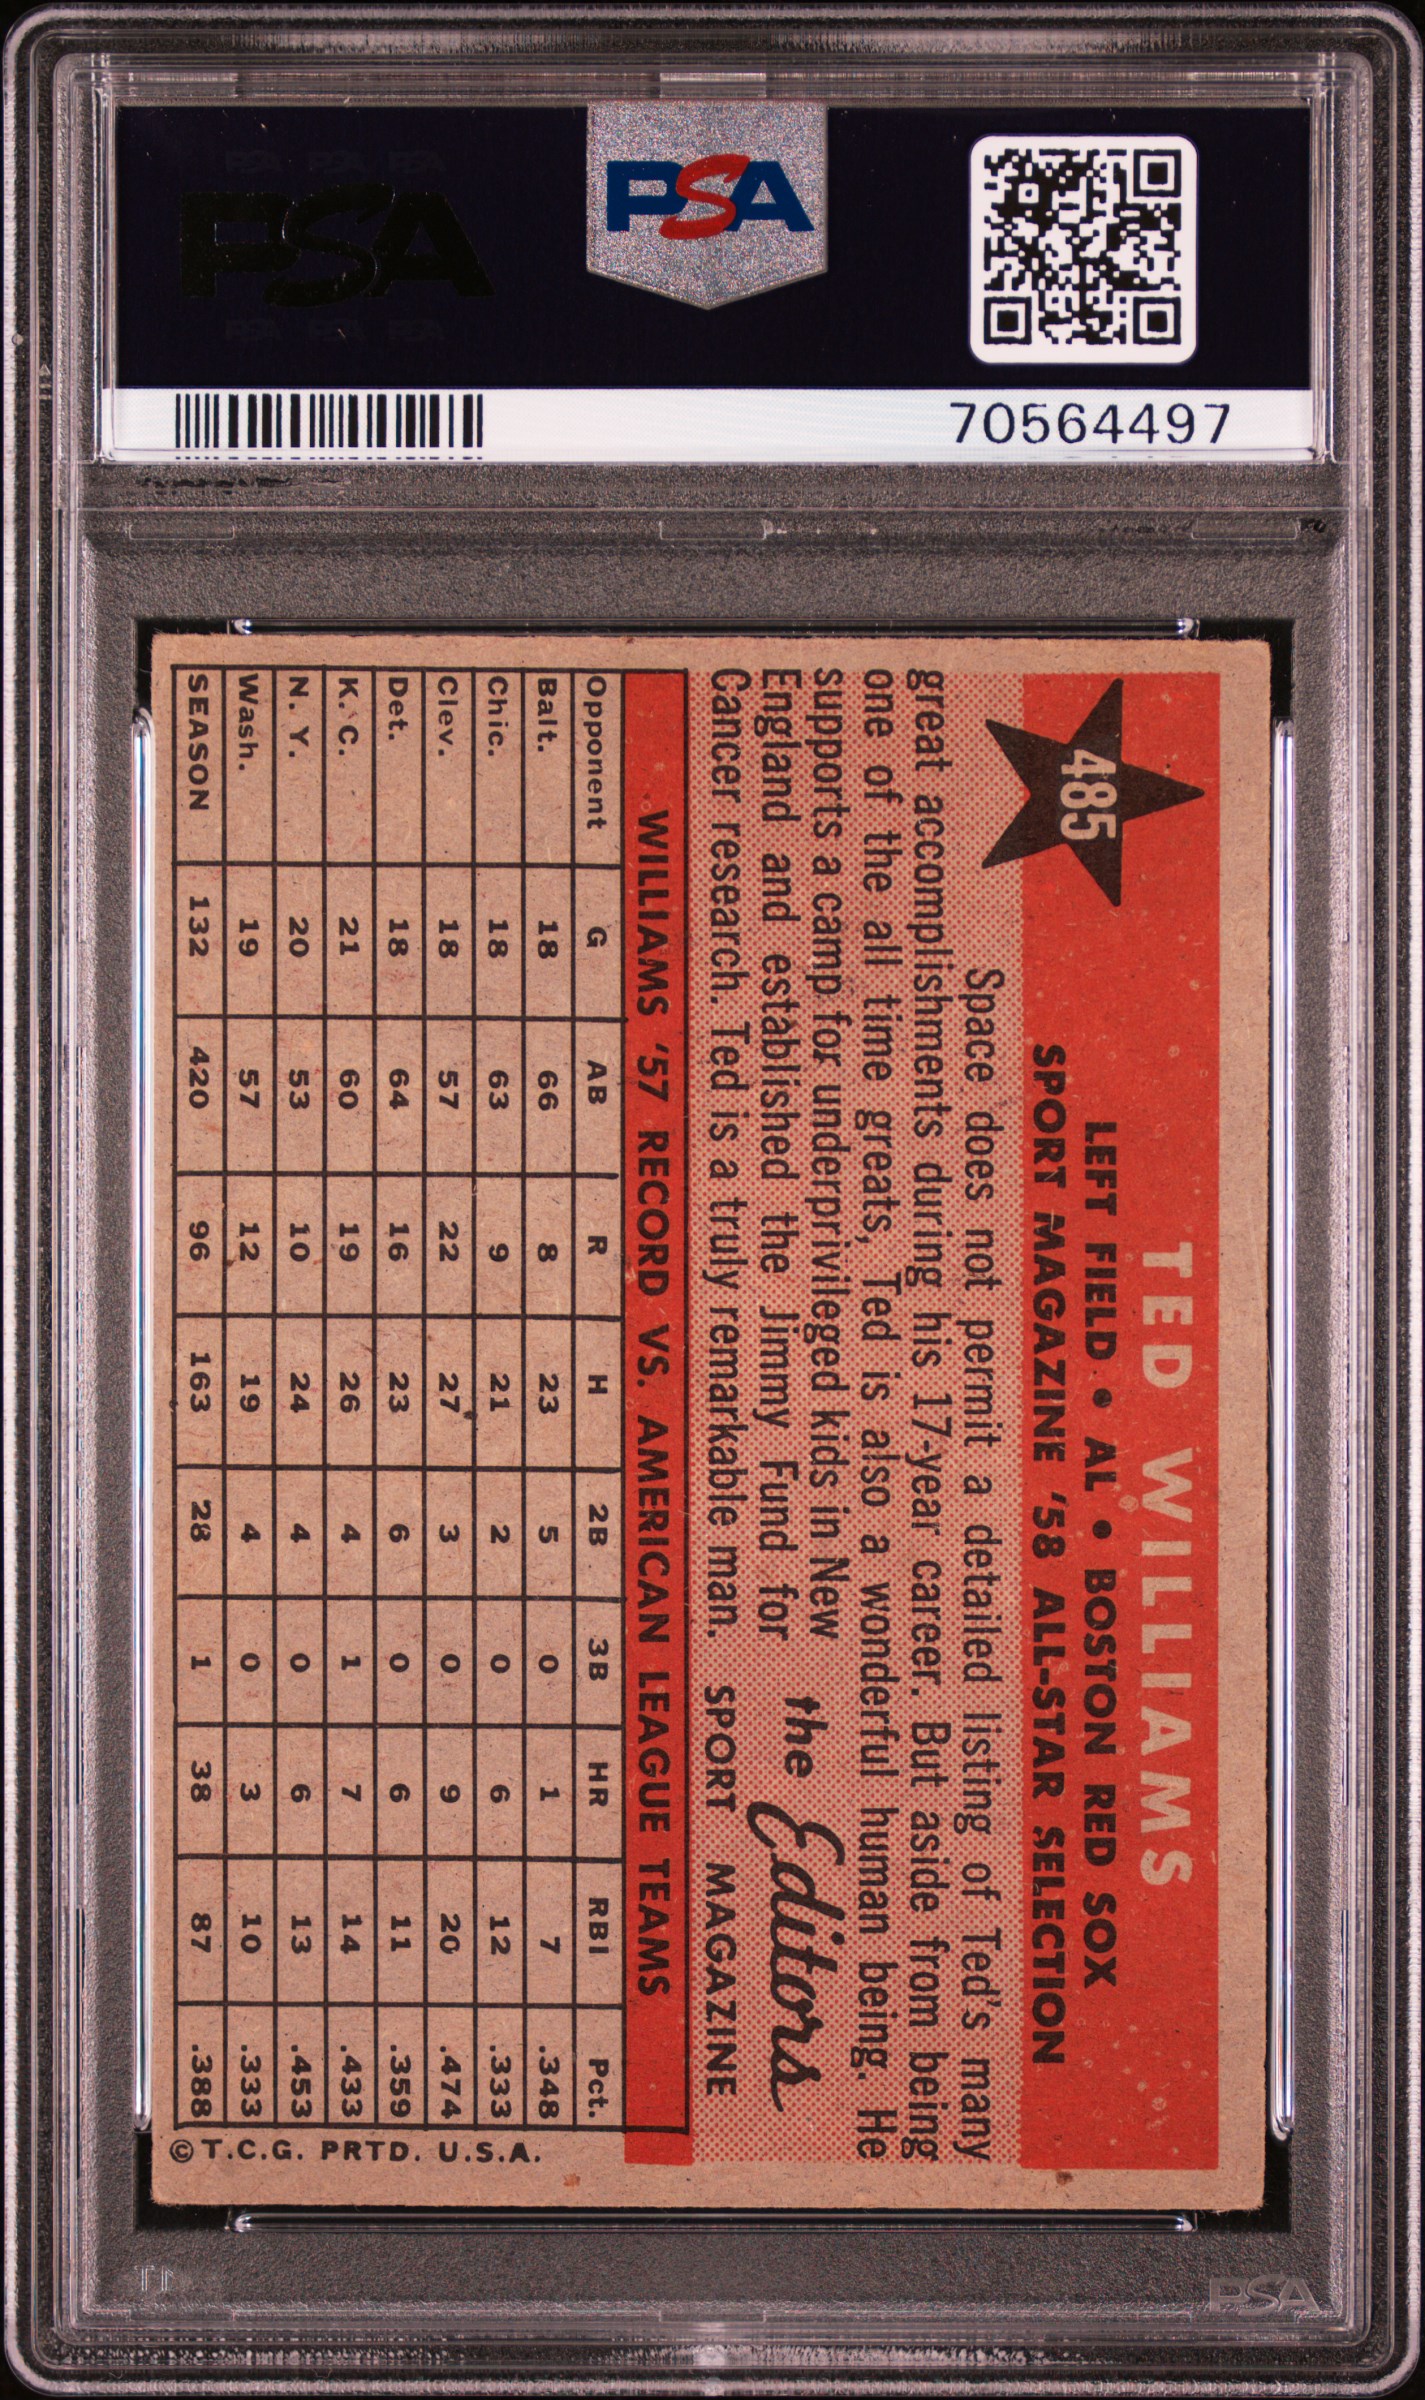 PSA
PSA
70564497
485
TED WILLIAMS
LEFT FIELD • AL • BOSTON RED SOX
SPORT MAGAZINE '58 ALL-STAR SELECTION
Space does not permit a detailed listing of Ted's many
great accomplishments during his 17-year career. But aside from being
one of the all time greats, Ted is also a wonderful human being. He
supports a camp for underprivileged kids in New
England and established the Jimmy Fund for
Cancer research. Ted is a truly remarkable man.
the Editors
SPORT MAGAZINE
WILLIAMS '57 RECORD VS. AMERICAN LEAGUE TEAMS
Opponent G AB R H 2B 3B HR RBI Pct.
Balt. 18 66 8 23 5 0 1 7 .348
Chic. 18 63 9 21 2 0 6 12 .333
Clev. 18 57 22 27 3 0 9 20 .474
Det. 18 64 16 23 6 0 6 11 .359
K. C. 21 60 19 26 4 1 7 14 .433
N. Y. 20 53 10 24 4 0 6 13 .453
Wash. 19 57 12 19 4 0 3 10 .333
SEASON 132 420 96 163 28 1 38 87 .388
© T.C.G. PRTD. U.S.A.
PSA